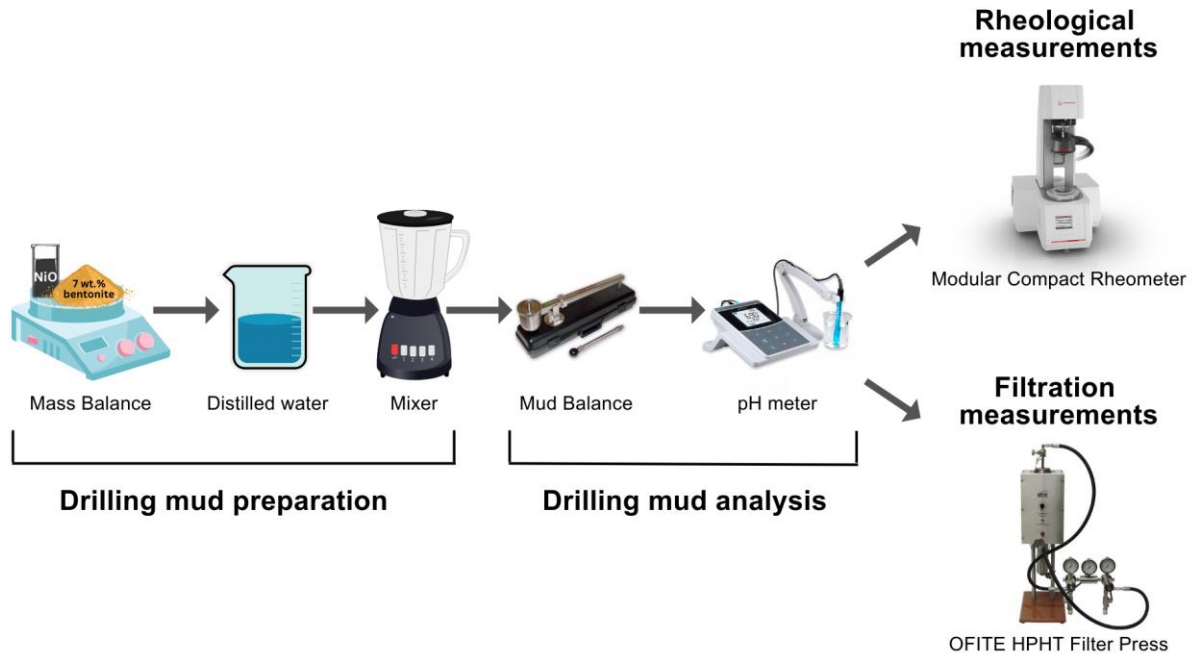 Rheological
measurements
Modular Compact Rheometer
NiO
7 wt.%
bentonite
Mass Balance
Distilled water
Mixer
Mud Balance
pH meter
Drilling mud preparation
Drilling mud analysis
Filtration
measurements
OFITE HPHT Filter Press